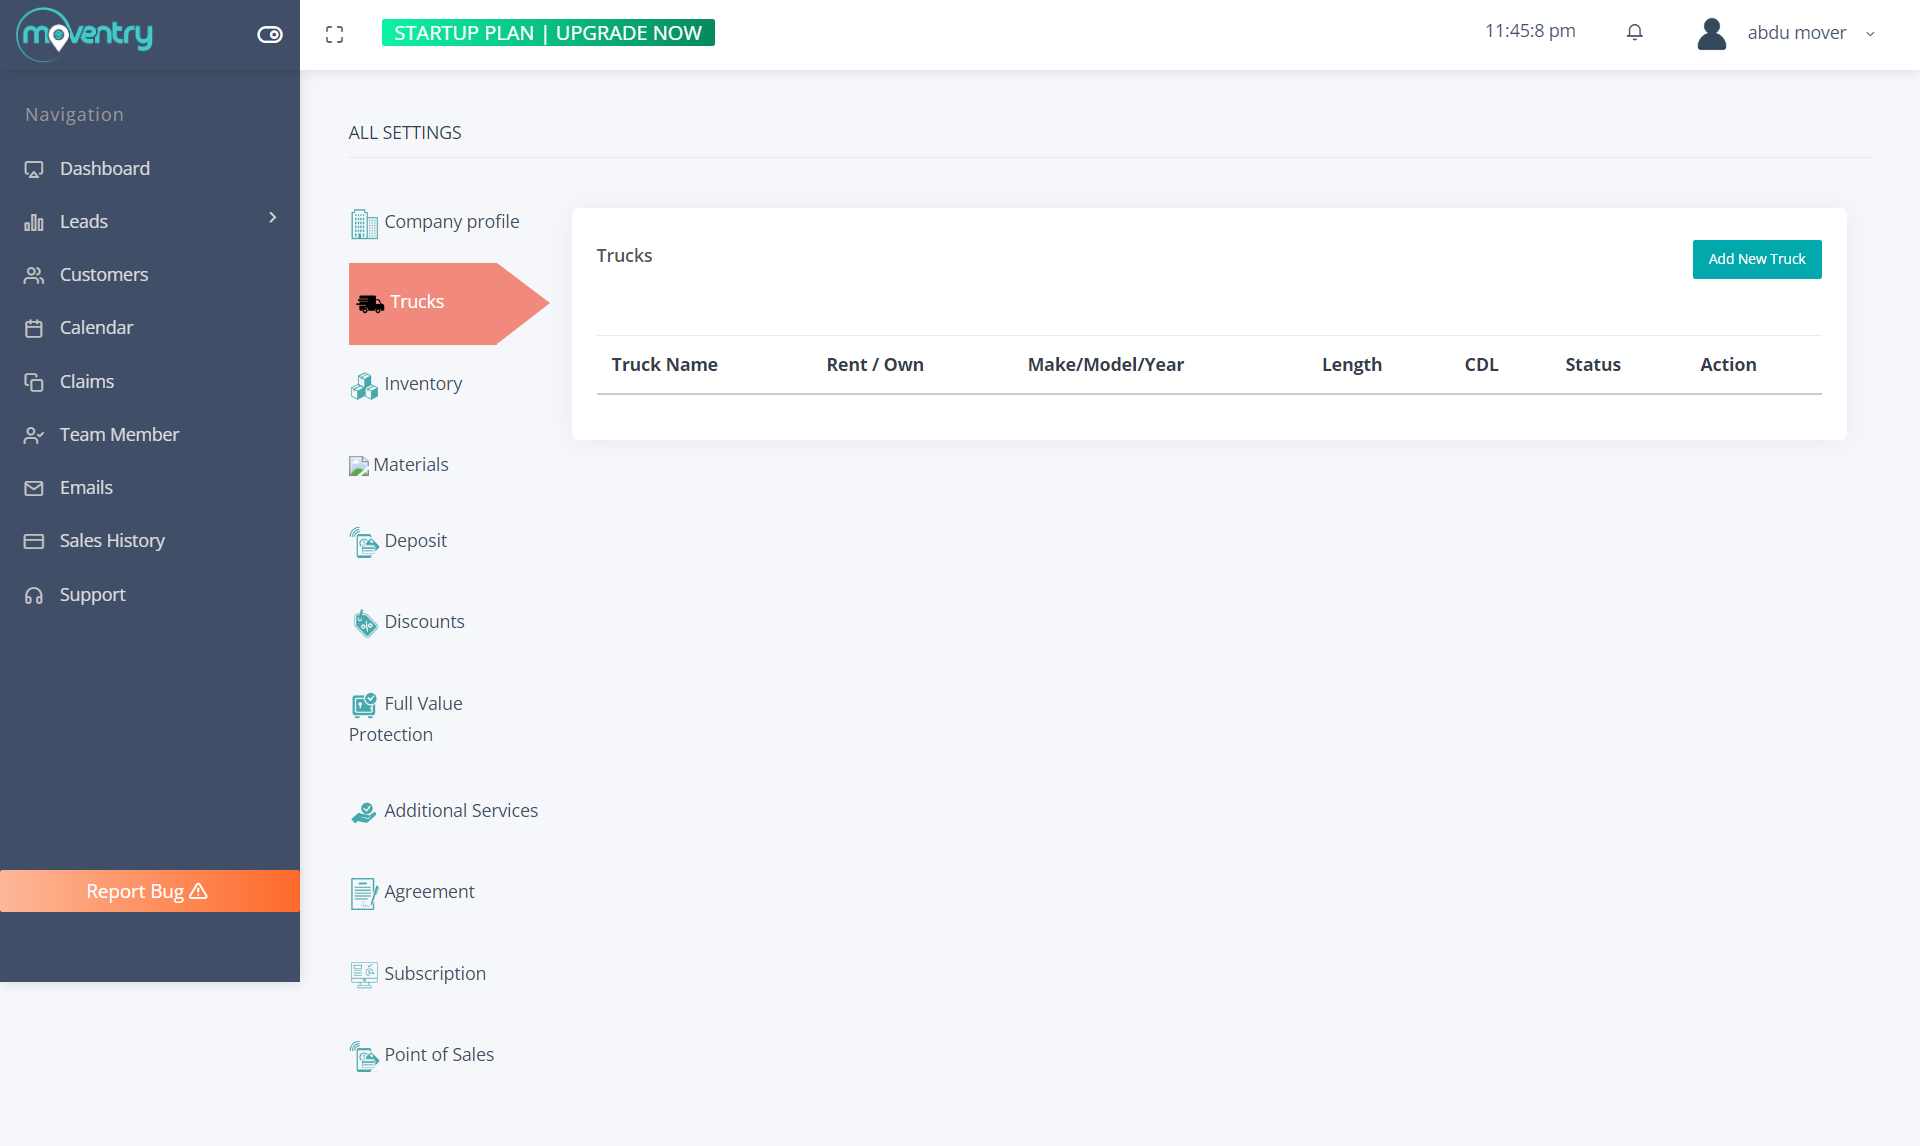 moventry
STARTUP PLAN | UPGRADE NOW
11:45:8 pm
abdu mover
Navigation
Dashboard
Leads
Customers
Calendar
Claims
Team Member
Emails
Sales History
Support
Report Bug
ALL SETTINGS
Company profile
Trucks
Inventory
Materials
Deposit
Discounts
Full Value
Protection
Additional Services
Agreement
Subscription
Point of Sales
Trucks
Add New Truck
Truck Name Rent / Own Make/Model/Year Length CDL Status Action